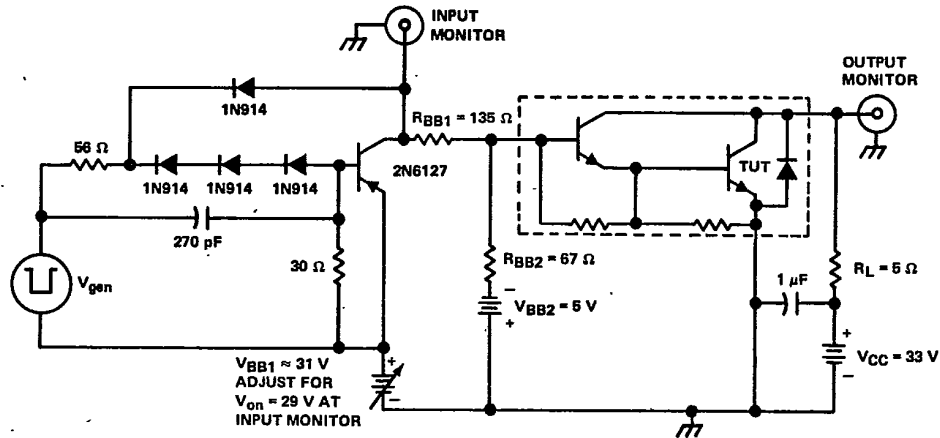 INPUT
MONITOR
OUTPUT
MONITOR
1N914
R_BB1 = 135 Ω
56 Ω
1N914
1N914
1N914
2N6127
TUT
270 pF
30 Ω
V_gen
R_BB2 = 67 Ω
−
V_BB2 = 5 V
+
1 μF
R_L = 5 Ω
+
V_CC = 33 V
−
V_BB1 ≈ 31 V
ADJUST FOR
V_on = 29 V AT
INPUT MONITOR
+
−